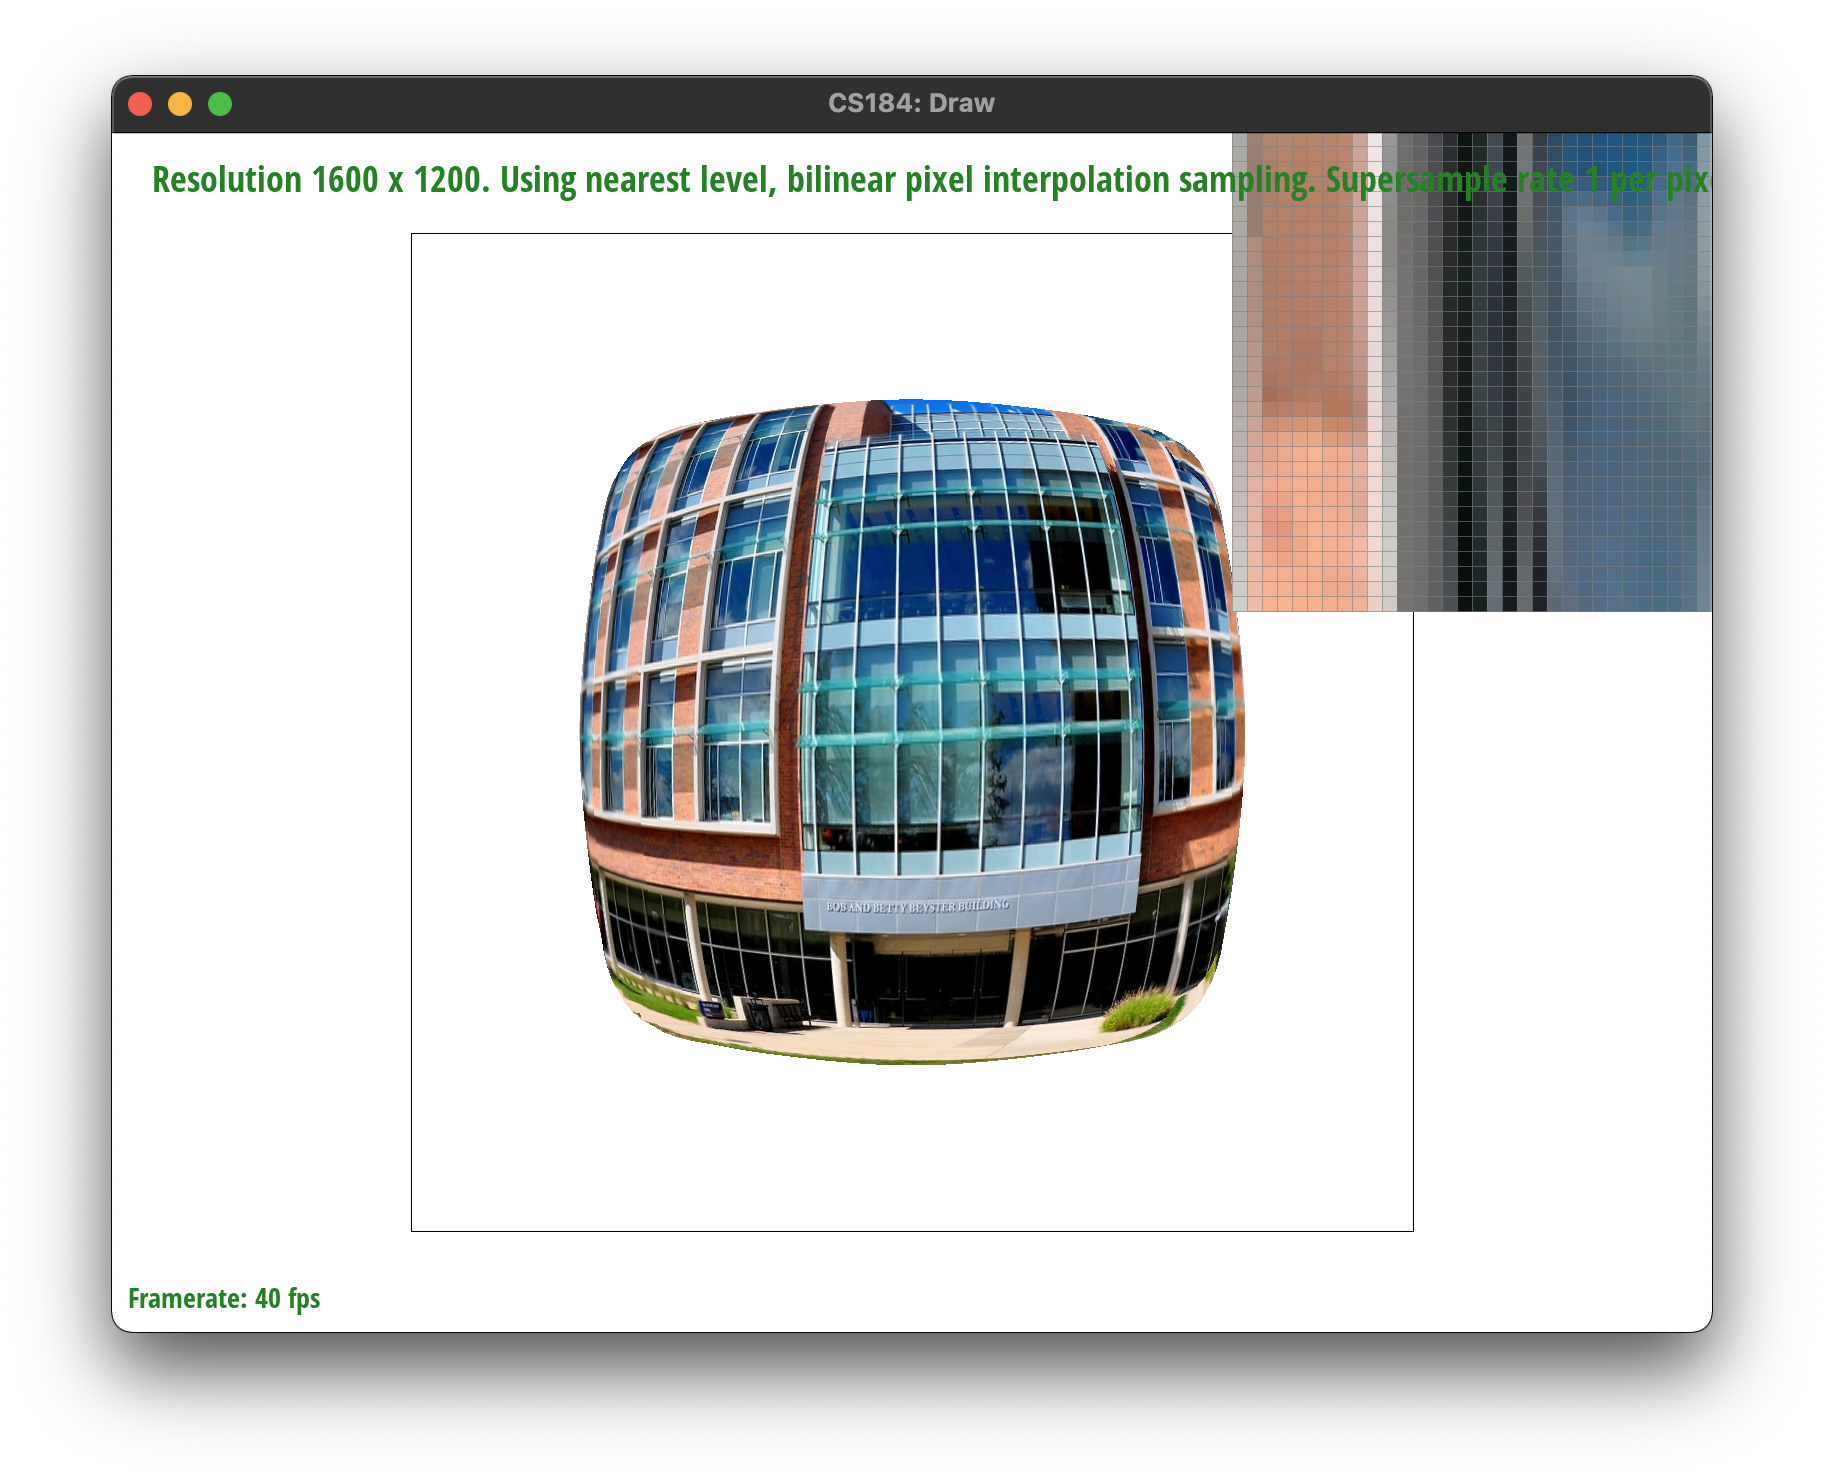 CS184: Draw
Resolution 1600 x 1200. Using nearest level, bilinear pixel interpolation sampling. Supersample rate 1 per
BOB AND BETTY BEYSTER BUILDING
Framerate: 40 fps